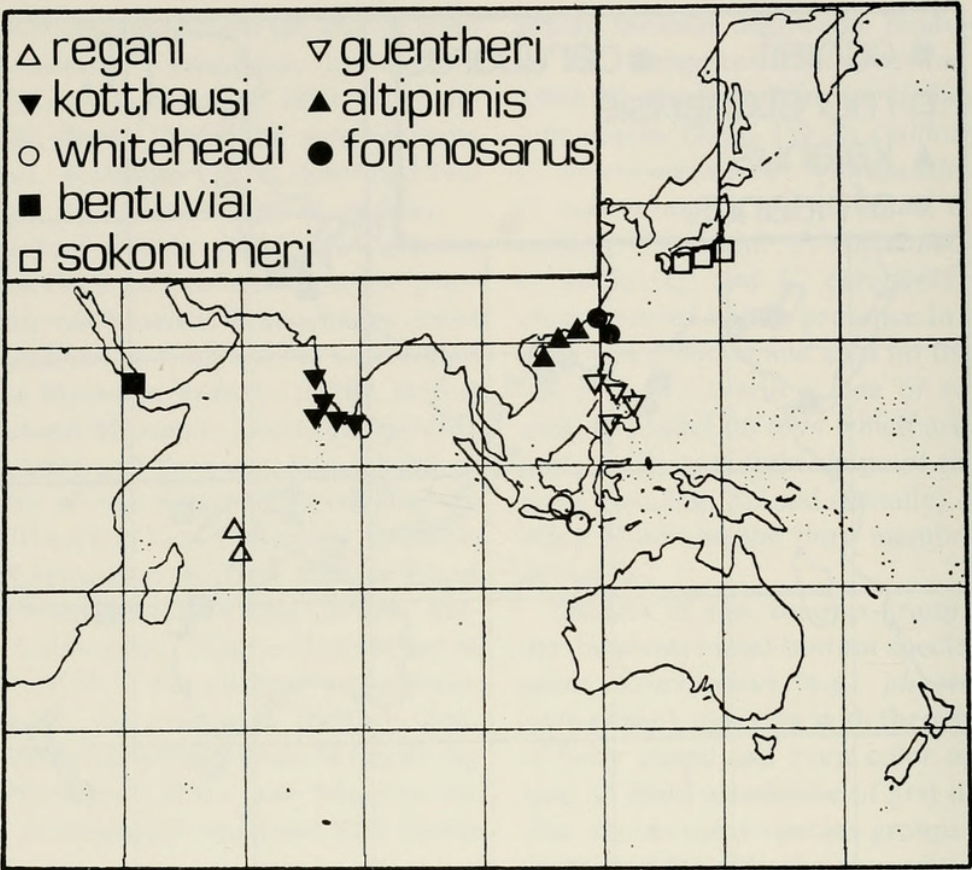 △ regani
▼ kotthausi
○ whiteheadi
■ bentuviai
□ sokonumeri
▽ guentheri
▲ altipinnis
● formosanus